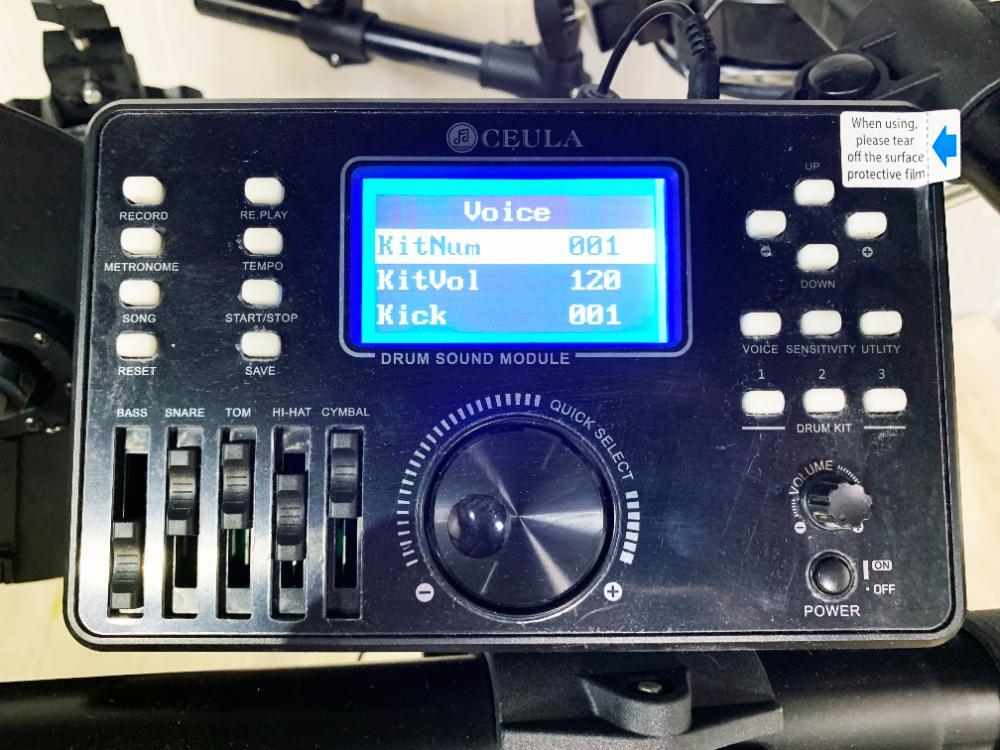 CEULA
When using,
please tear
off the surface
protective film
RECORD
RE.PLAY
METRONOME
TEMPO
SONG
START/STOP
RESET
SAVE
Voice
KitNum 001
KitVol 120
Kick 001
DRUM SOUND MODULE
UP
DOWN
VOICE SENSITIVITY UTLITY
1 2 3
DRUM KIT
BASS SNARE TOM HI-HAT CYMBAL
QUICK SELECT
VOLUME
ON
OFF
POWER